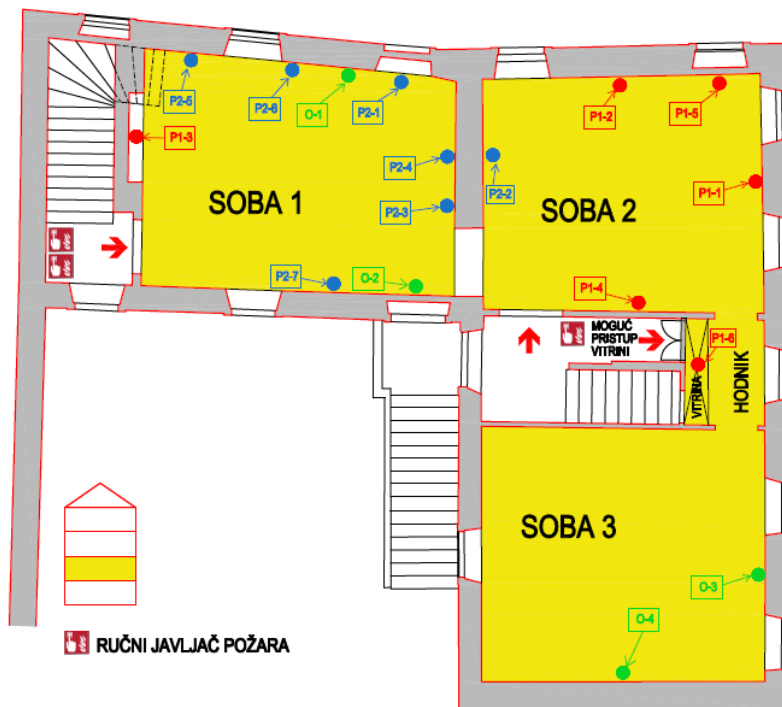 P2-5
P2-6
O-1
P2-1
P1-2
P1-5
P1-3
P2-4
P2-2
P1-1
SOBA 1
P2-3
SOBA 2
P2-7
O-2
P1-4
MOGUĆ
PRISTUP
VITRINI
P1-6
VITRINA
HODNIK
SOBA 3
O-3
O-4
RUČNI JAVLJAČ POŽARA